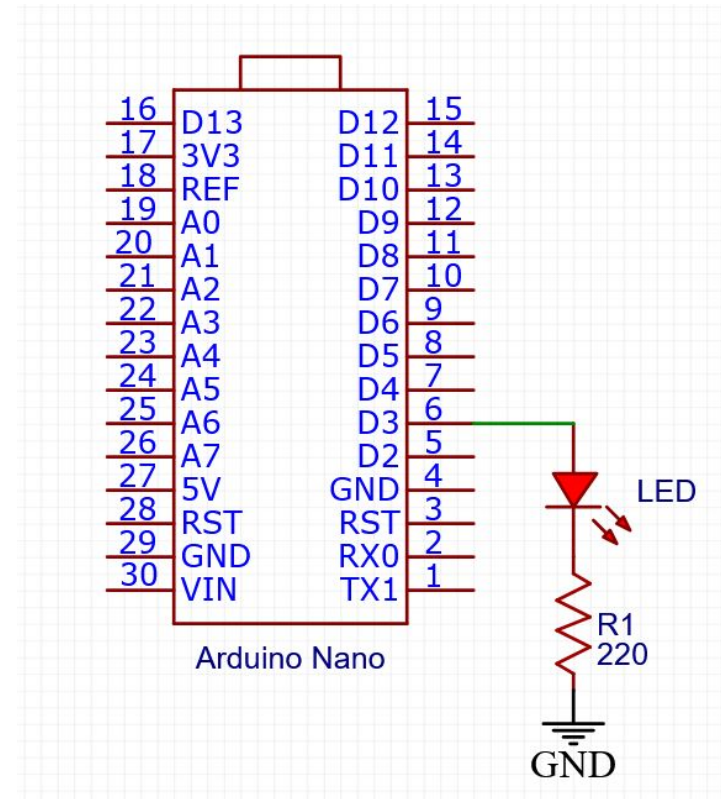 16 D13 D12 15
17 3V3 D11 14
18 REF D10 13
19 A0 D9 12
20 A1 D8 11
21 A2 D7 10
22 A3 D6 9
23 A4 D5 8
24 A5 D4 7
25 A6 D3 6
26 A7 D2 5
27 5V GND 4
28 RST RST 3
29 GND RX0 2
30 VIN TX1 1
Arduino Nano
LED
R1
220
GND